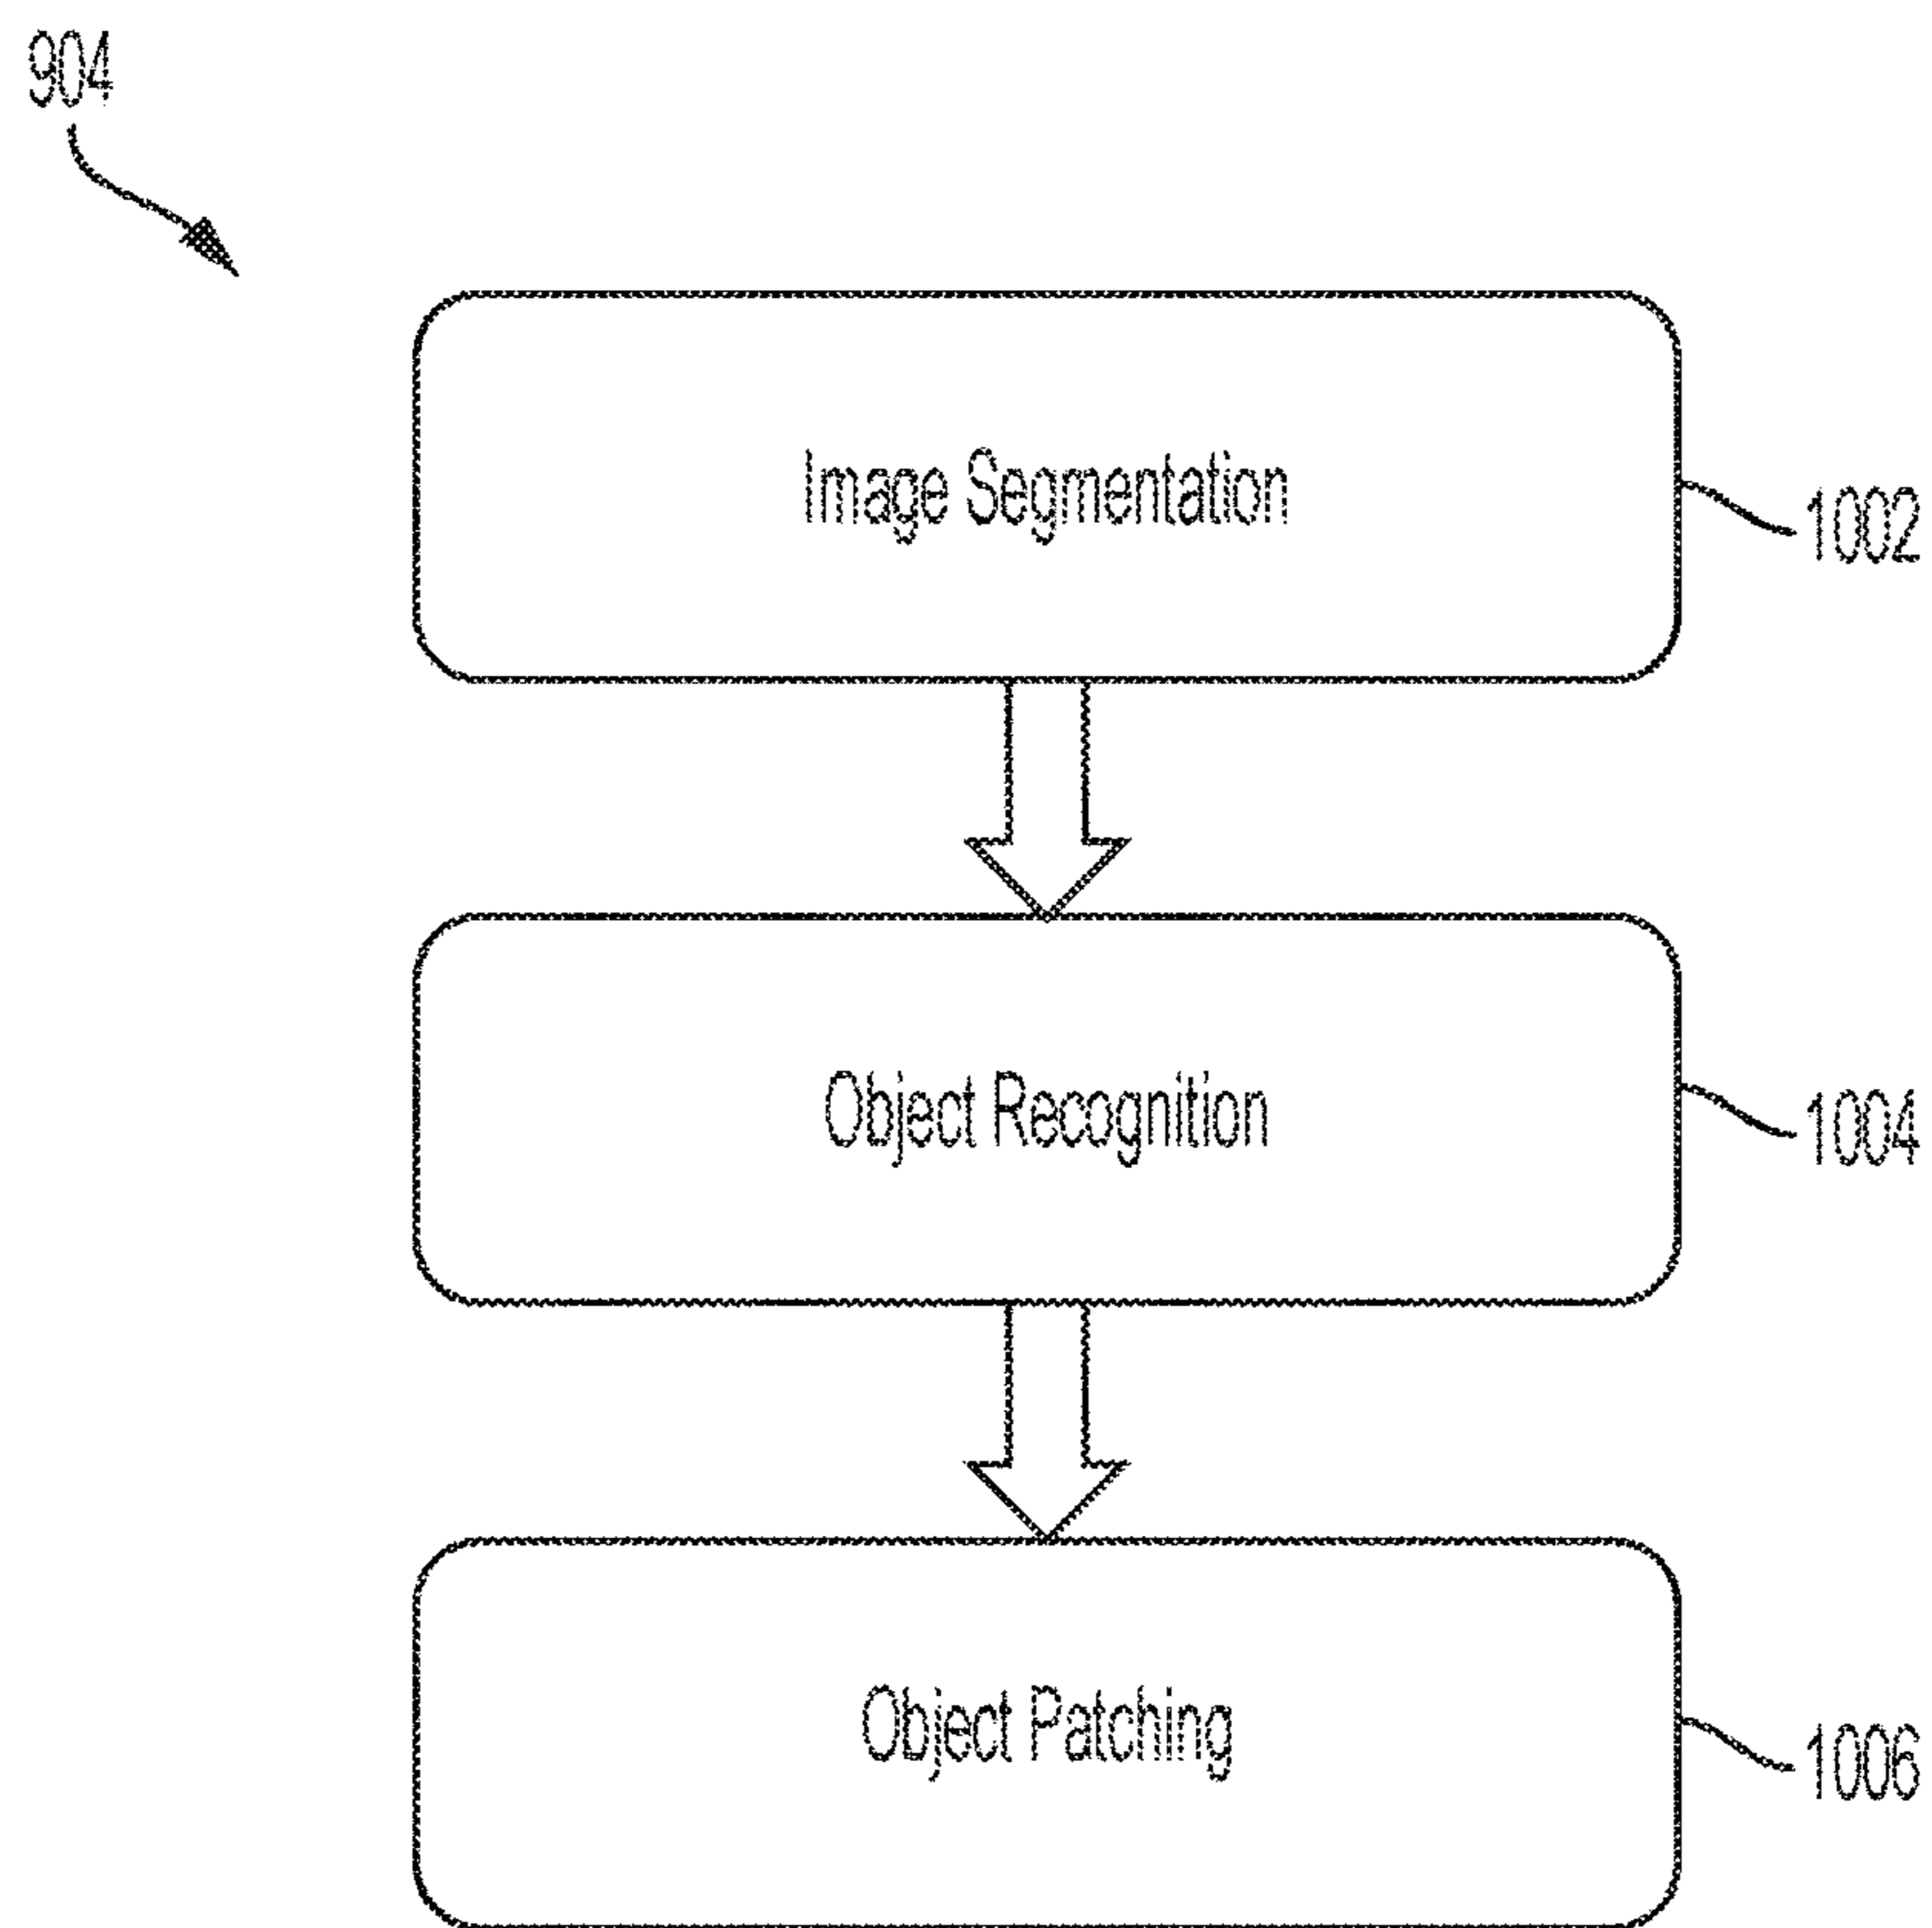 904
Image Segmentation
1002
Object Recognition
1004
Object Patching
1006